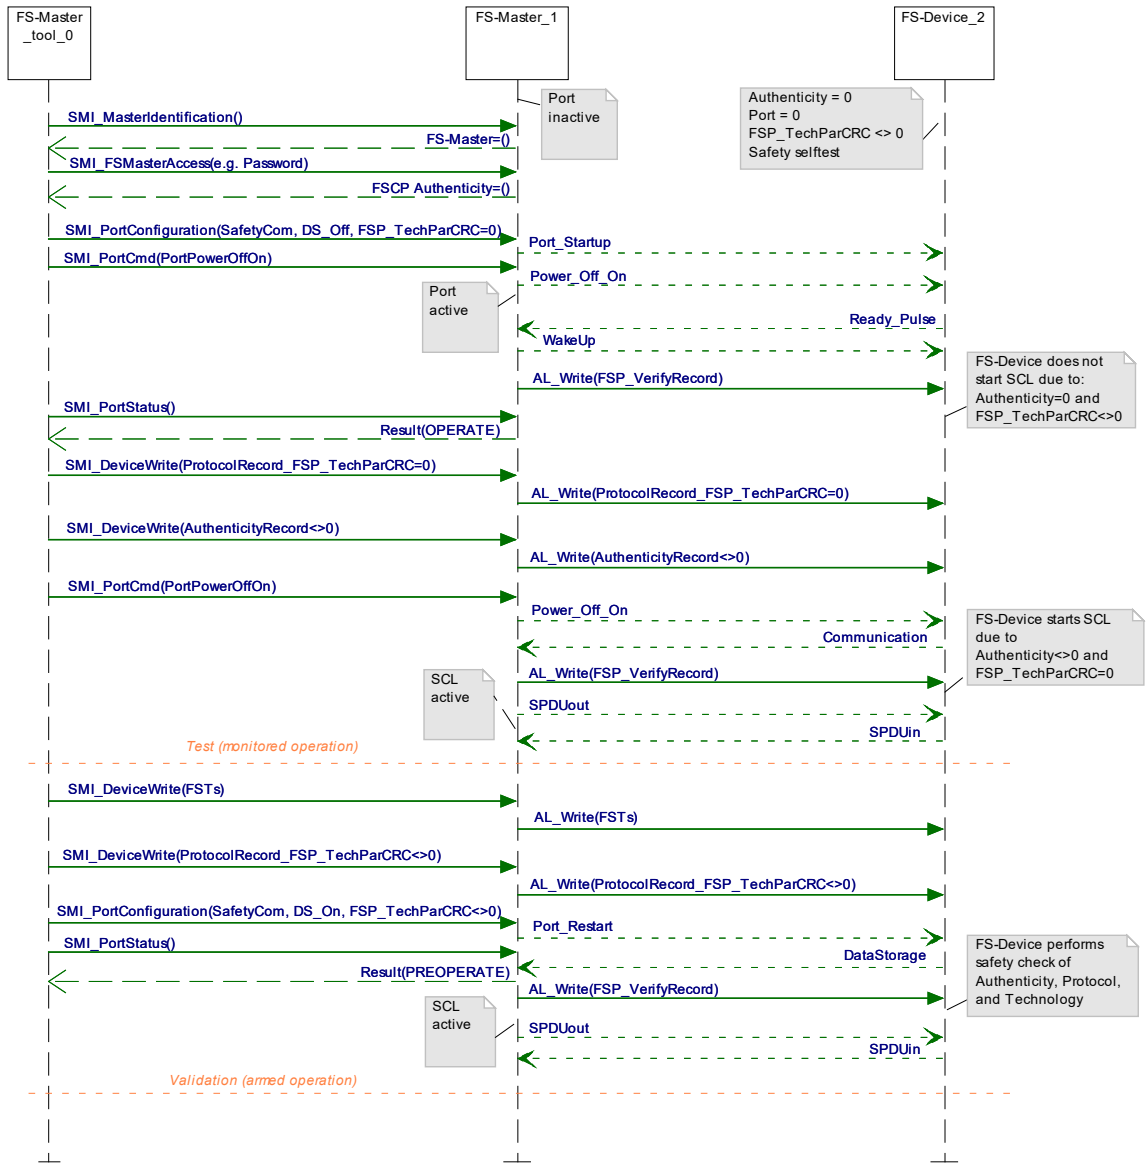 FS-Master
_tool_0
FS-Master_1
FS-Device_2
Port
inactive
Authenticity = 0
Port = 0
FSP_TechParCRC <> 0
Safety selftest
SMI_MasterIdentification()
FS-Master=()
SMI_FSMasterAccess(e.g. Password)
FSCP Authenticity=()
SMI_PortConfiguration(SafetyCom, DS_Off, FSP_TechParCRC=0)
Port_Startup
SMI_PortCmd(PortPowerOffOn)
Power_Off_On
Port
active
Ready_Pulse
WakeUp
FS-Device does not
start SCL due to:
Authenticity=0 and
FSP_TechParCRC<>0
AL_Write(FSP_VerifyRecord)
SMI_PortStatus()
Result(OPERATE)
SMI_DeviceWrite(ProtocolRecord_FSP_TechParCRC=0)
AL_Write(ProtocolRecord_FSP_TechParCRC=0)
SMI_DeviceWrite(AuthenticityRecord<>0)
AL_Write(AuthenticityRecord<>0)
SMI_PortCmd(PortPowerOffOn)
Power_Off_On
Communication
FS-Device starts SCL
due to
Authenticity<>0 and
FSP_TechParCRC=0
AL_Write(FSP_VerifyRecord)
SCL
active
SPDUout
SPDUin
Test (monitored operation)
SMI_DeviceWrite(FSTs)
AL_Write(FSTs)
SMI_DeviceWrite(ProtocolRecord_FSP_TechParCRC<>0)
AL_Write(ProtocolRecord_FSP_TechParCRC<>0)
SMI_PortConfiguration(SafetyCom, DS_On, FSP_TechParCRC<>0)
Port_Restart
SMI_PortStatus()
DataStorage
Result(PREOPERATE)
FS-Device performs
safety check of
Authenticity, Protocol,
and Technology
AL_Write(FSP_VerifyRecord)
SCL
active
SPDUout
SPDUin
Validation (armed operation)